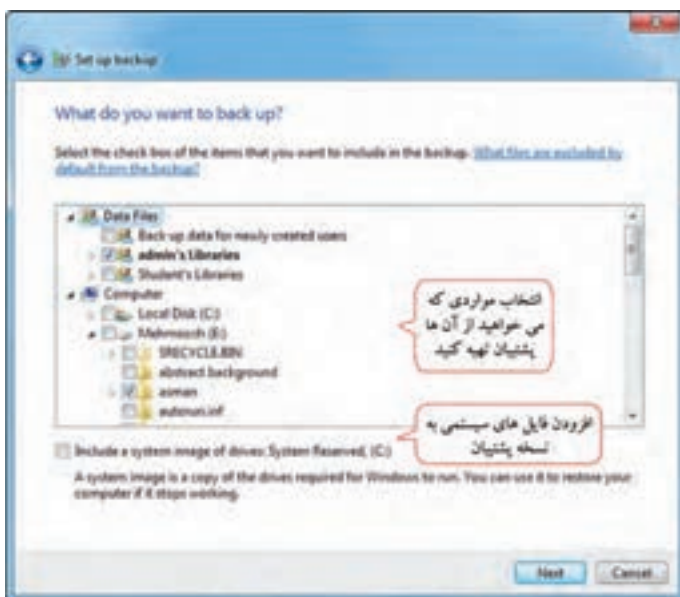 Set up backup
What do you want to back up?
Select the check box of the items that you want to include in the backup. What files are excluded by
default from the backup?
Data Files
Back up data for newly created users
admin's Libraries
Student's Libraries
Computer
Local Disk (C:)
Mahmoodi (E:)
$RECYCLE.BIN
abstract.background
asman
autorun.inf
انتخاب مواردی که
می خواهید از آن ها
پشتیبان تهیه کنید
افزودن فایل های سیستمی به
نسخه پشتیبان
Include a system image of drives: System Reserved, (C:)
A system image is a copy of the drives required for Windows to run. You can use it to restore your
computer if it stops working.
Next
Cancel